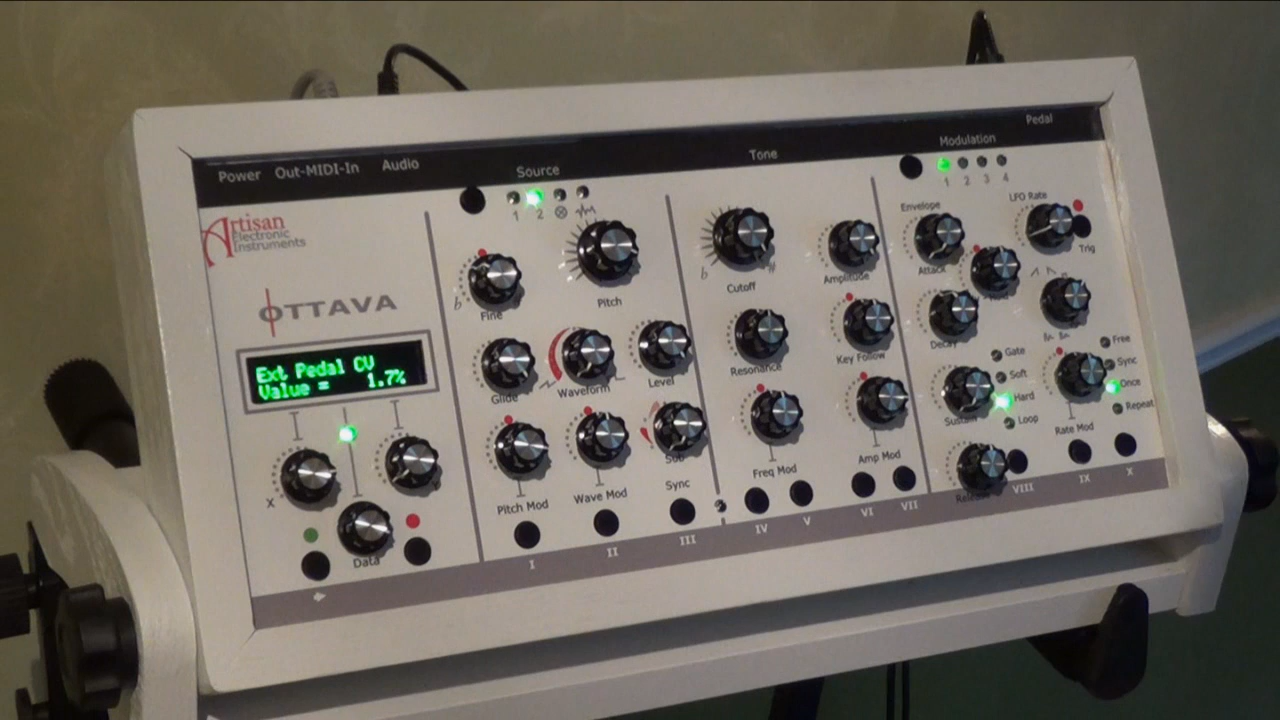 Power Out-MIDI-In Audio
Source
Tone
Modulation
Pedal
1 2
1 2 3 4
Artisan
Electronic
Instruments
OTTAVA
Ext Pedal CV
Value = 1.7%
X
Data
b
Fine
Pitch
Glide
Waveform
Level
Sub
Pitch Mod
Wave Mod
Sync
b
#
Cutoff
Amplitude
Resonance
Key Follow
Freq Mod
Amp Mod
Envelope
Attack
Decay
Sustain
Release
Gate
Soft
Hard
Loop
LFO Rate
Trig
Free
Sync
Once
Repeat
Rate Mod
I II III IV V VI VII VIII IX X